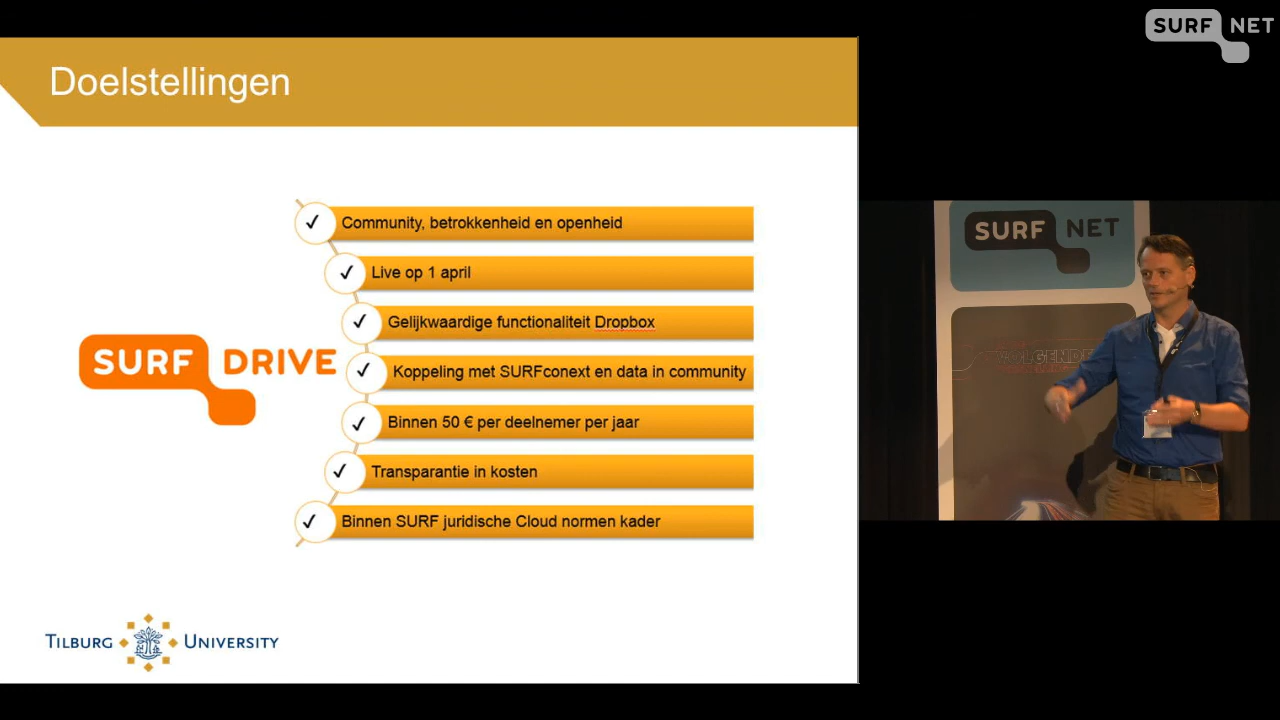 SURF NET
Doelstellingen
Community, betrokkenheid en openheid
Live op 1 april
Gelijkwaardige functionaliteit Dropbox
SURF DRIVE
Koppeling met SURFconext en data in community
Binnen 50 € per deelnemer per jaar
Transparantie in kosten
Binnen SURF juridische Cloud normen kader
TILBURG UNIVERSITY
SURF NET